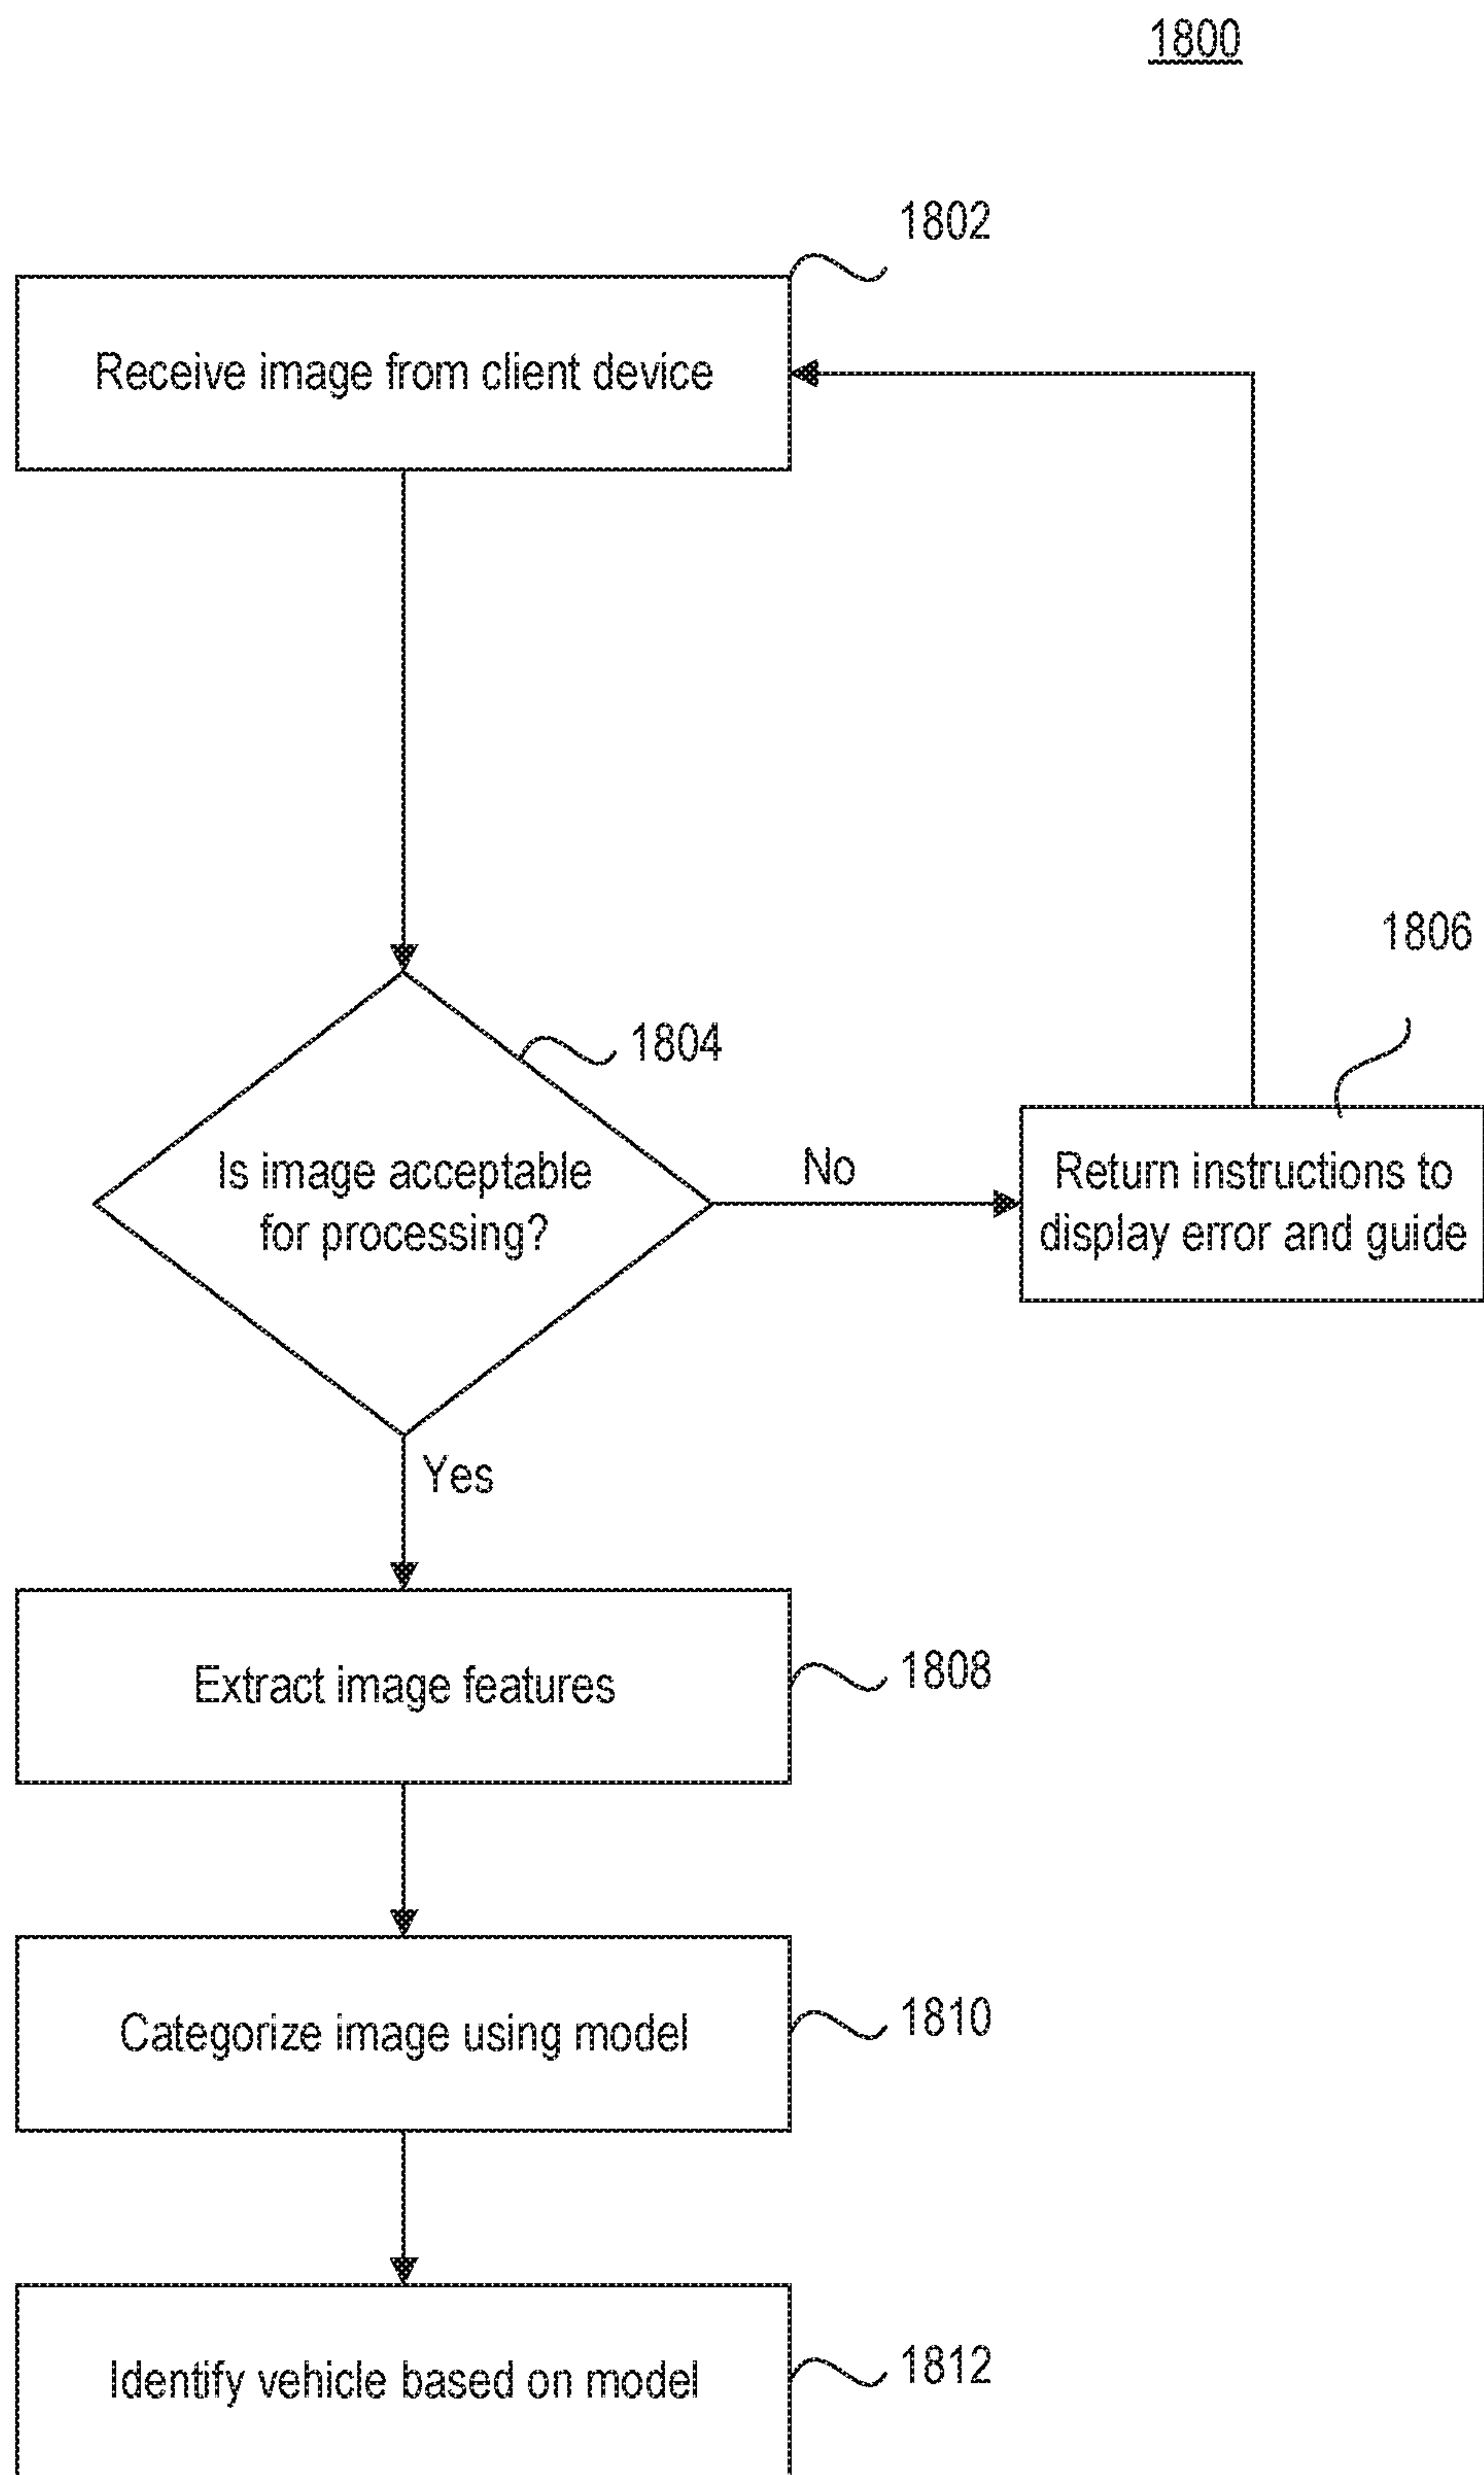 1800
1802
Receive image from client device
1806
1804
Is image acceptable
for processing?
No
Return instructions to
display error and guide
Yes
Extract image features
1808
Categorize image using model
1810
Identify vehicle based on model
1812